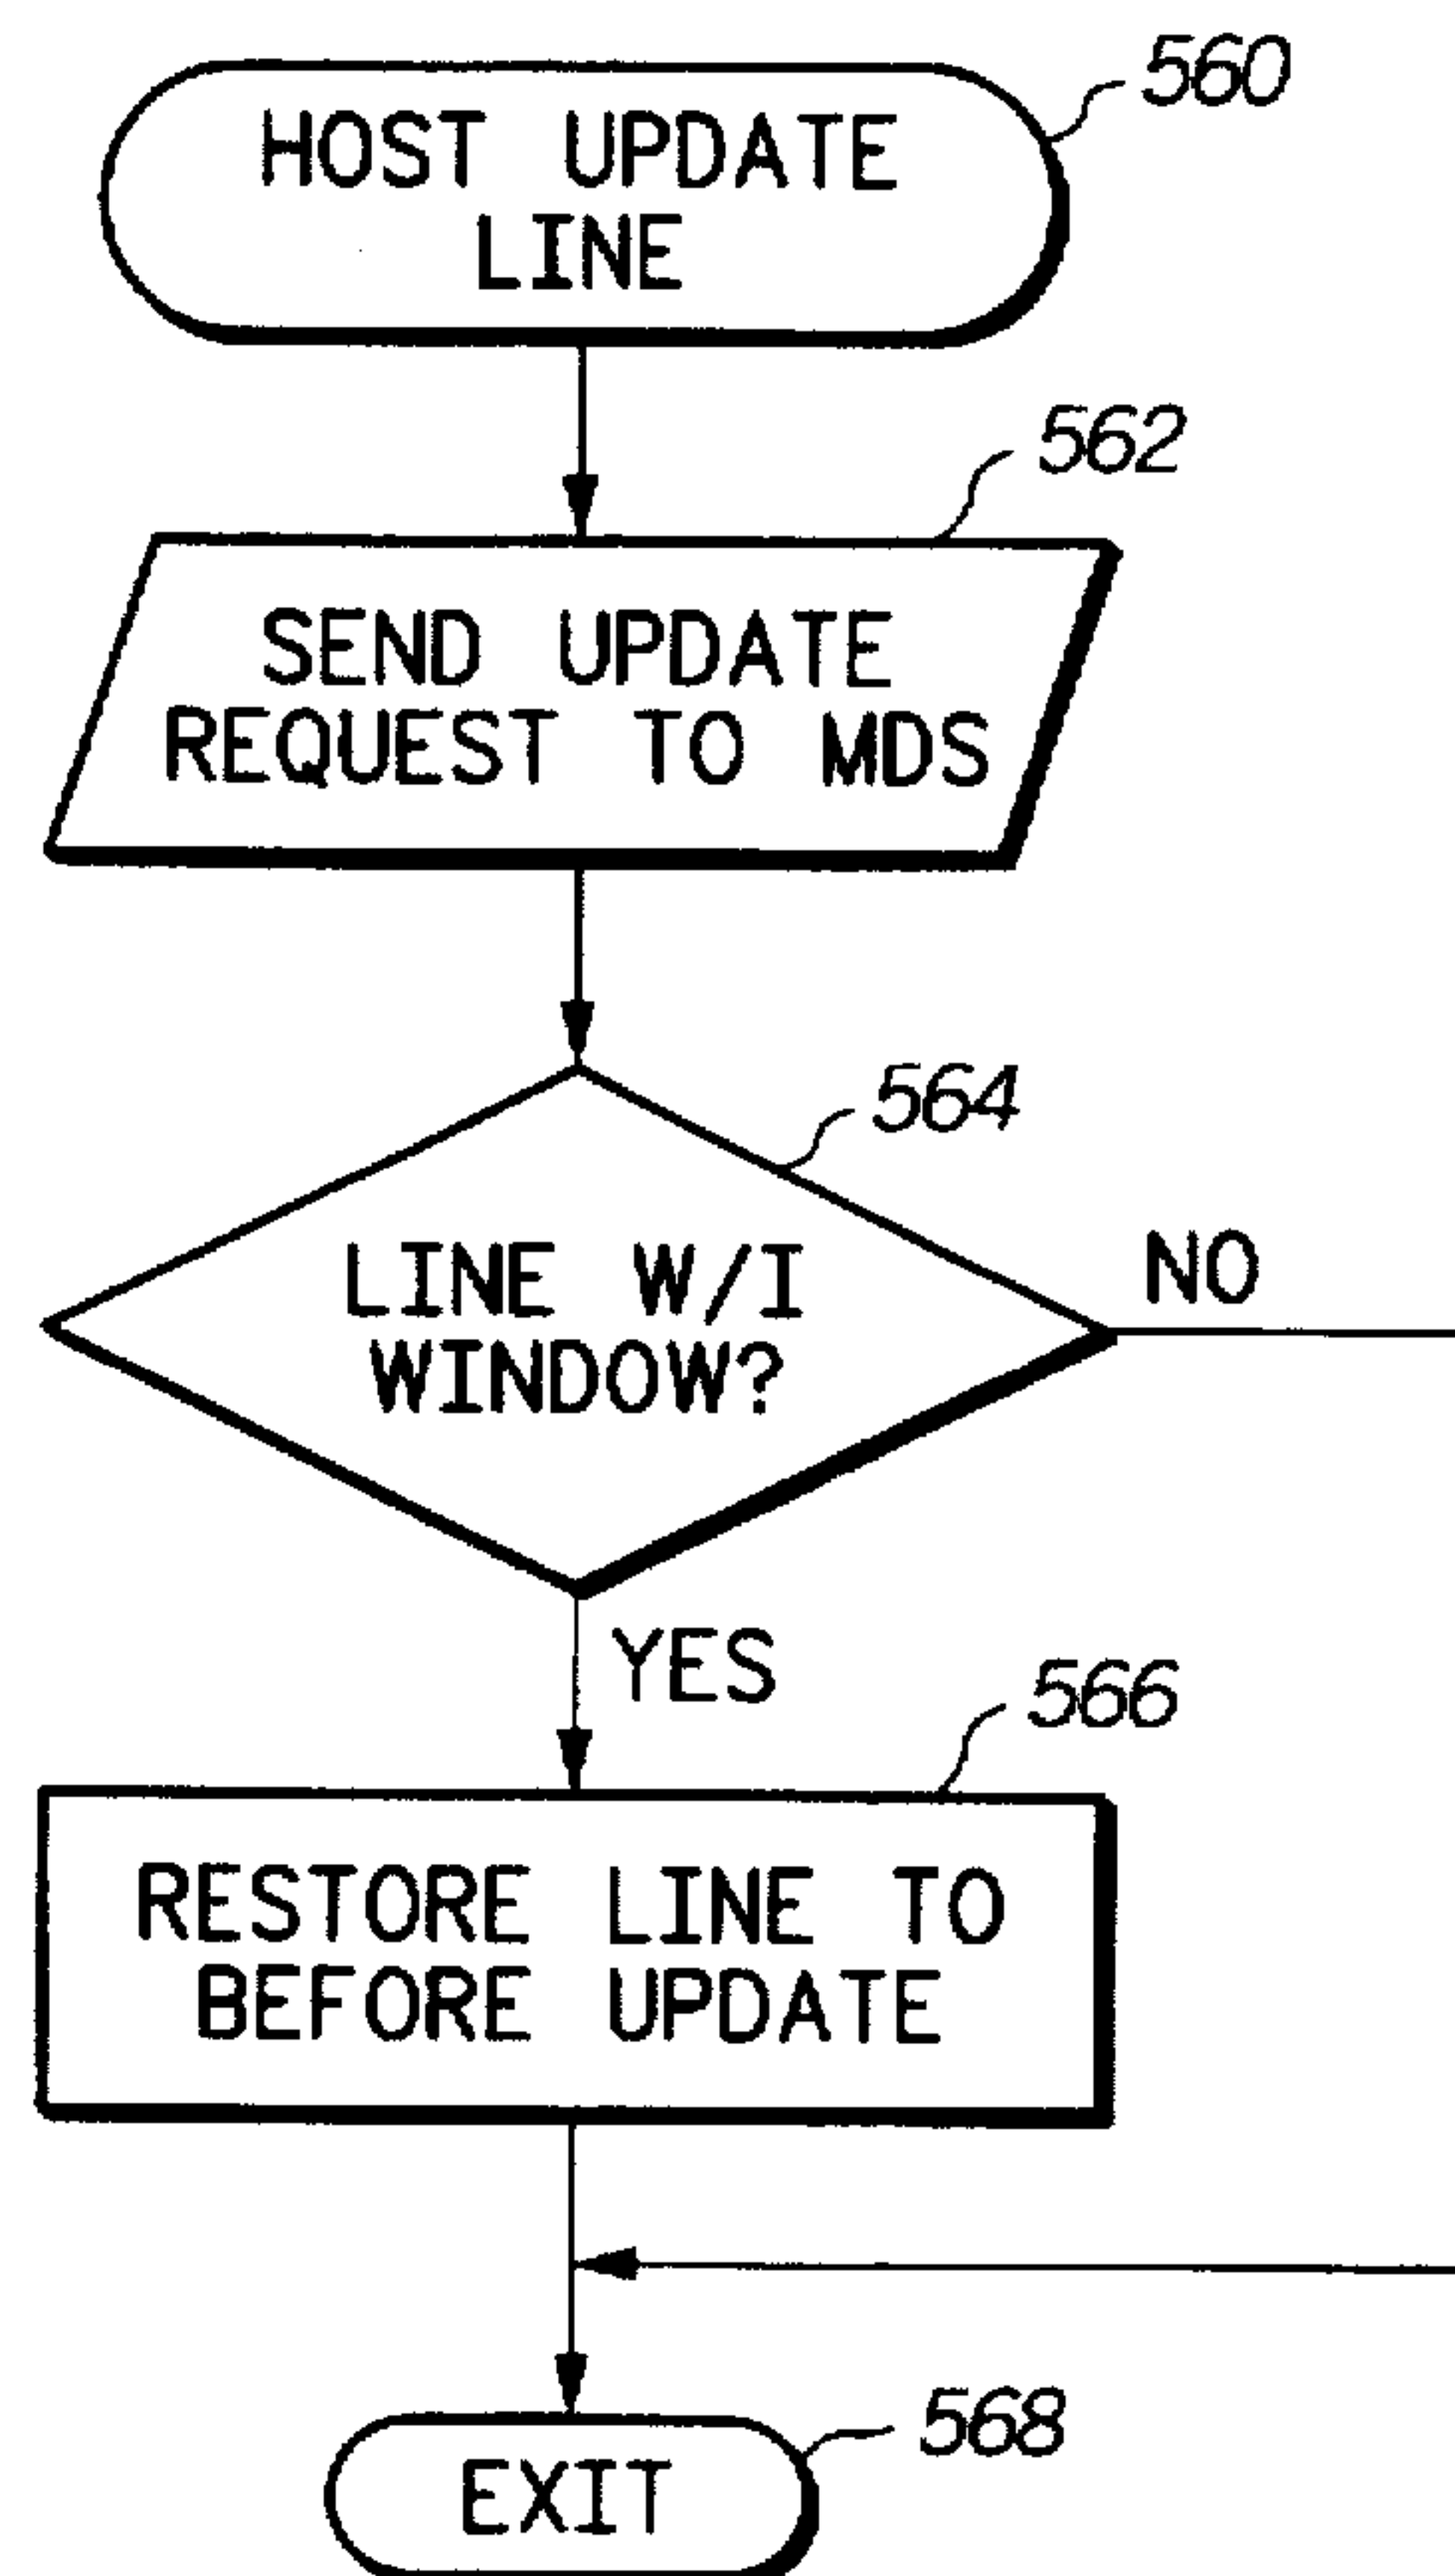 560
HOST UPDATE
LINE
562
SEND UPDATE
REQUEST TO MDS
564
LINE W/I
WINDOW?
NO
YES
566
RESTORE LINE TO
BEFORE UPDATE
568
EXIT